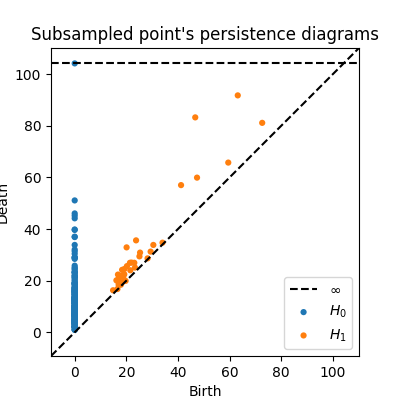 Subsampled point's persistence diagrams
100
80
60
40
20
0
Death
0 20 40 60 80 100
Birth
∞
H₀
H₁